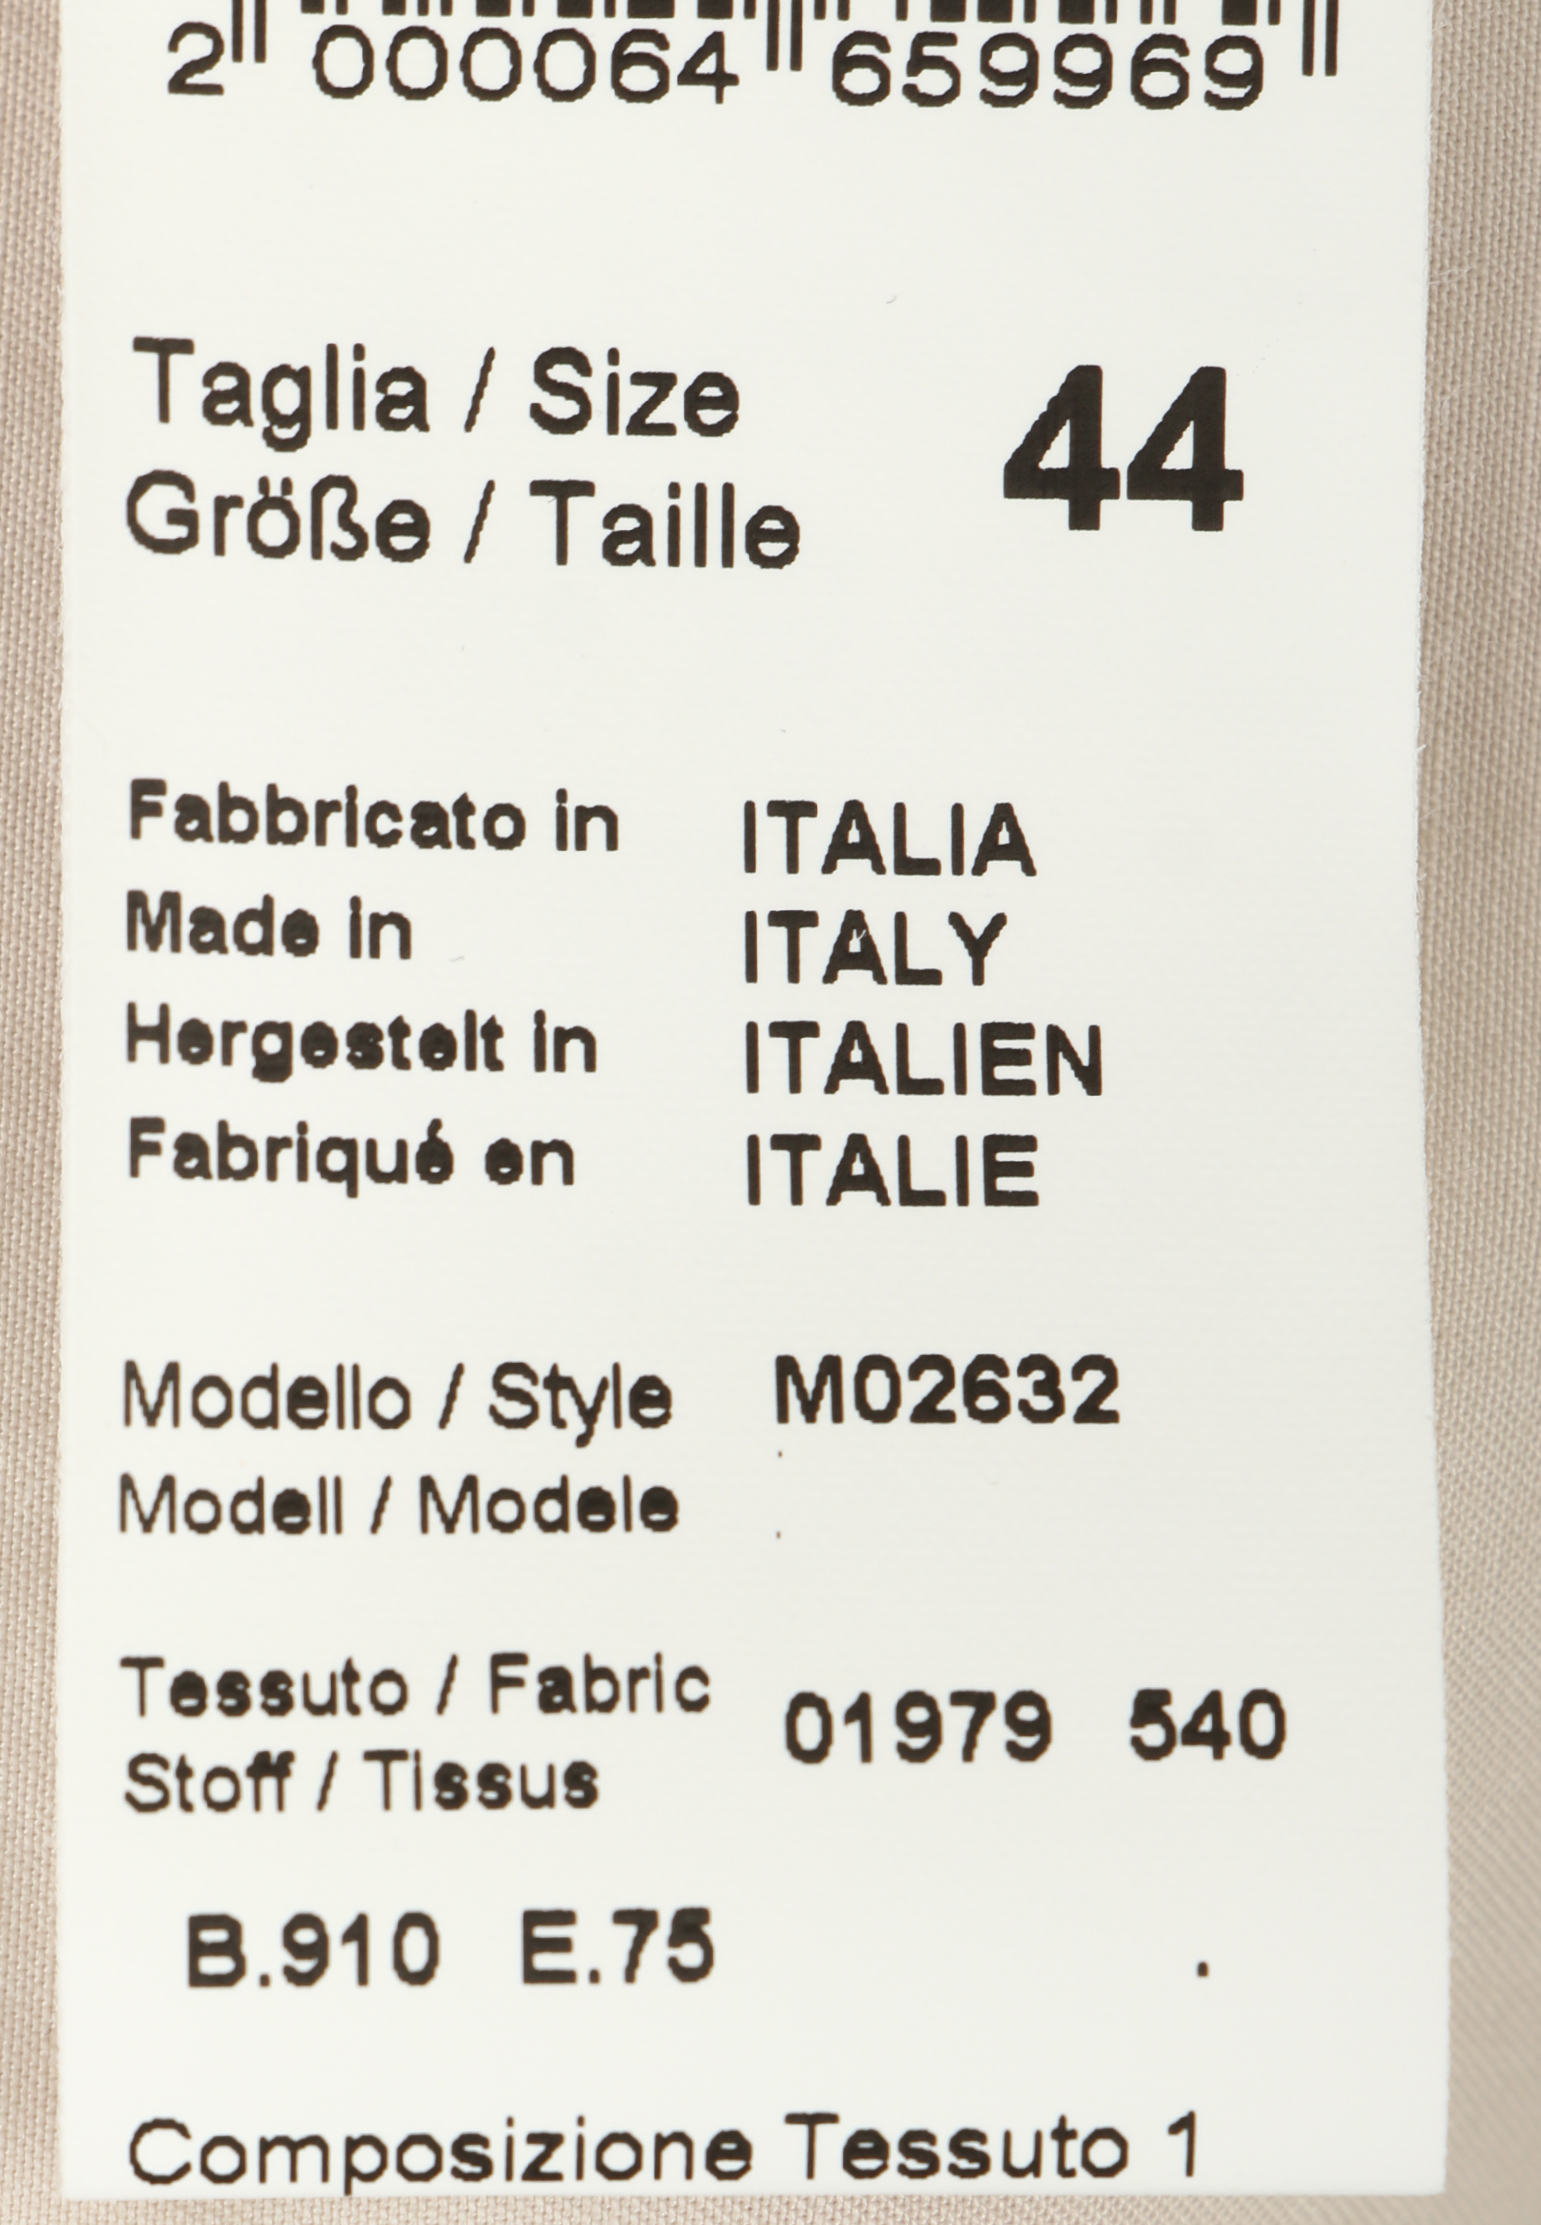 2 000064 659969
Taglia / Size 44
Größe / Taille
Fabbricato in ITALIA
Made in ITALY
Hergestelt in ITALIEN
Fabriqué en ITALIE
Modello / Style M02632
Modell / Modele
Tessuto / Fabric 01979 540
Stoff / Tissus
B.910 E.75 .
Composizione Tessuto 1